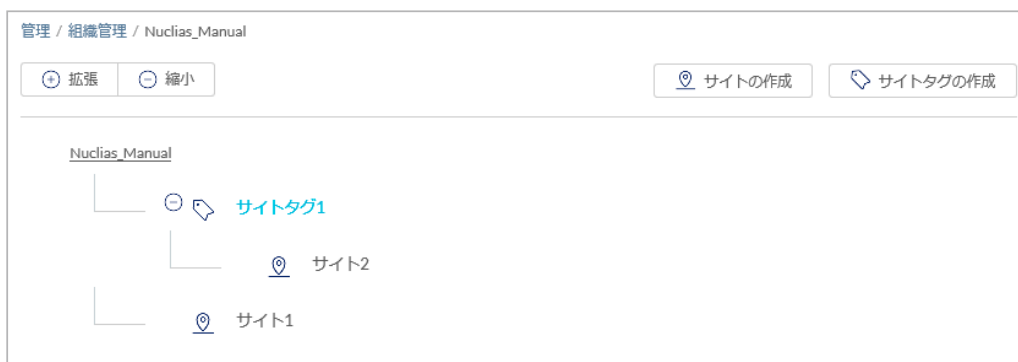 管理 / 組織管理 / Nuclias_Manual
拡張 縮小 サイトの作成 サイトタグの作成
Nuclias_Manual
サイトタグ1
サイト2
サイト1